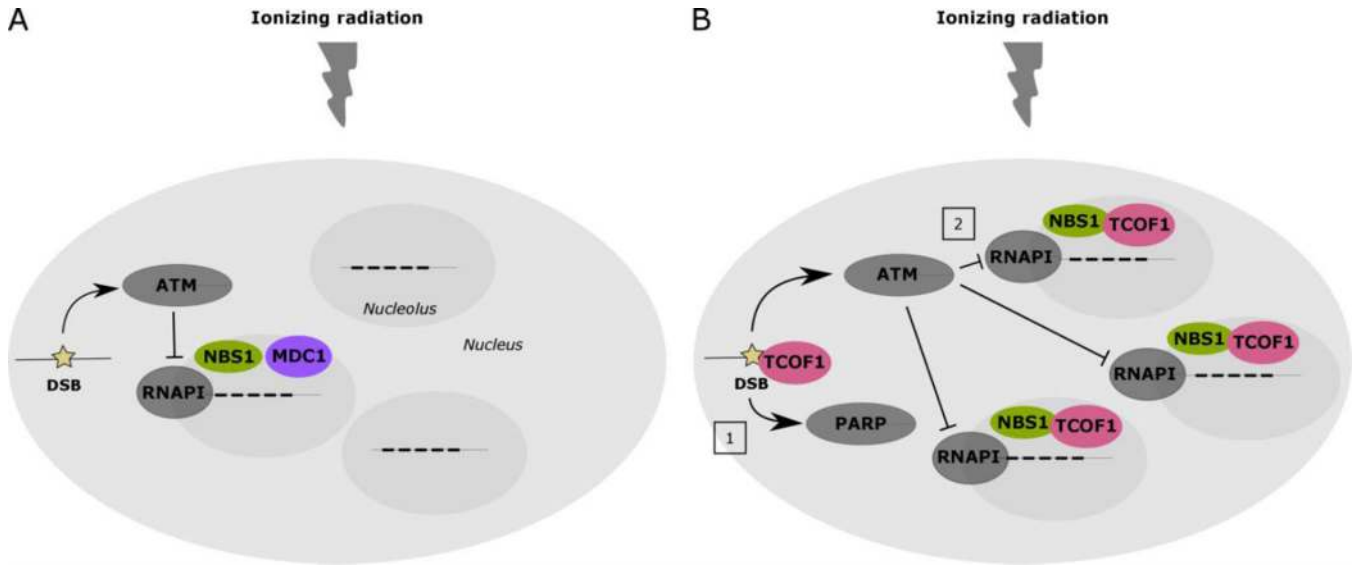 A
Ionizing radiation
ATM
Nucleolus
Nucleus
NBS1
MDC1
DSB
RNAPI
B
Ionizing radiation
2
NBS1
TCOF1
RNAPI
ATM
NBS1
TCOF1
TCOF1
DSB
RNAPI
1
PARP
NBS1
TCOF1
RNAPI